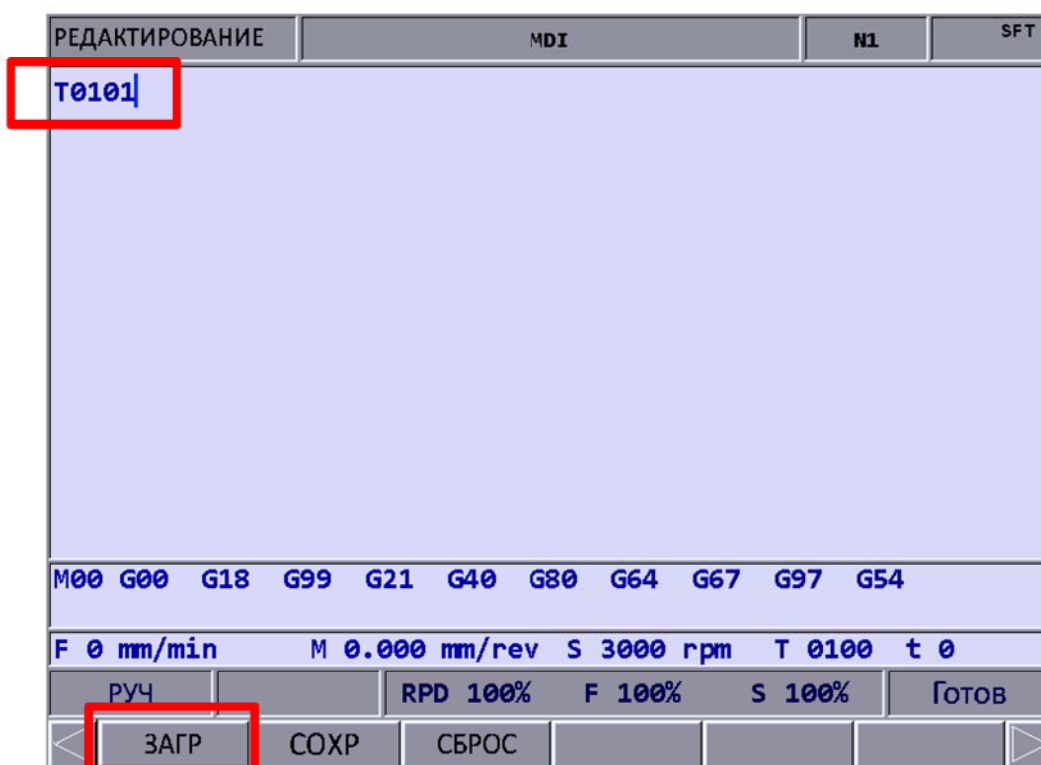 РЕДАКТИРОВАНИЕ MDI N1 SFT
T0101
M00 G00 G18 G99 G21 G40 G80 G64 G67 G97 G54
F 0 mm/min M 0.000 mm/rev S 3000 rpm T 0100 t 0
РУЧ RPD 100% F 100% S 100% Готов
ЗАГР СОХР СБРОС